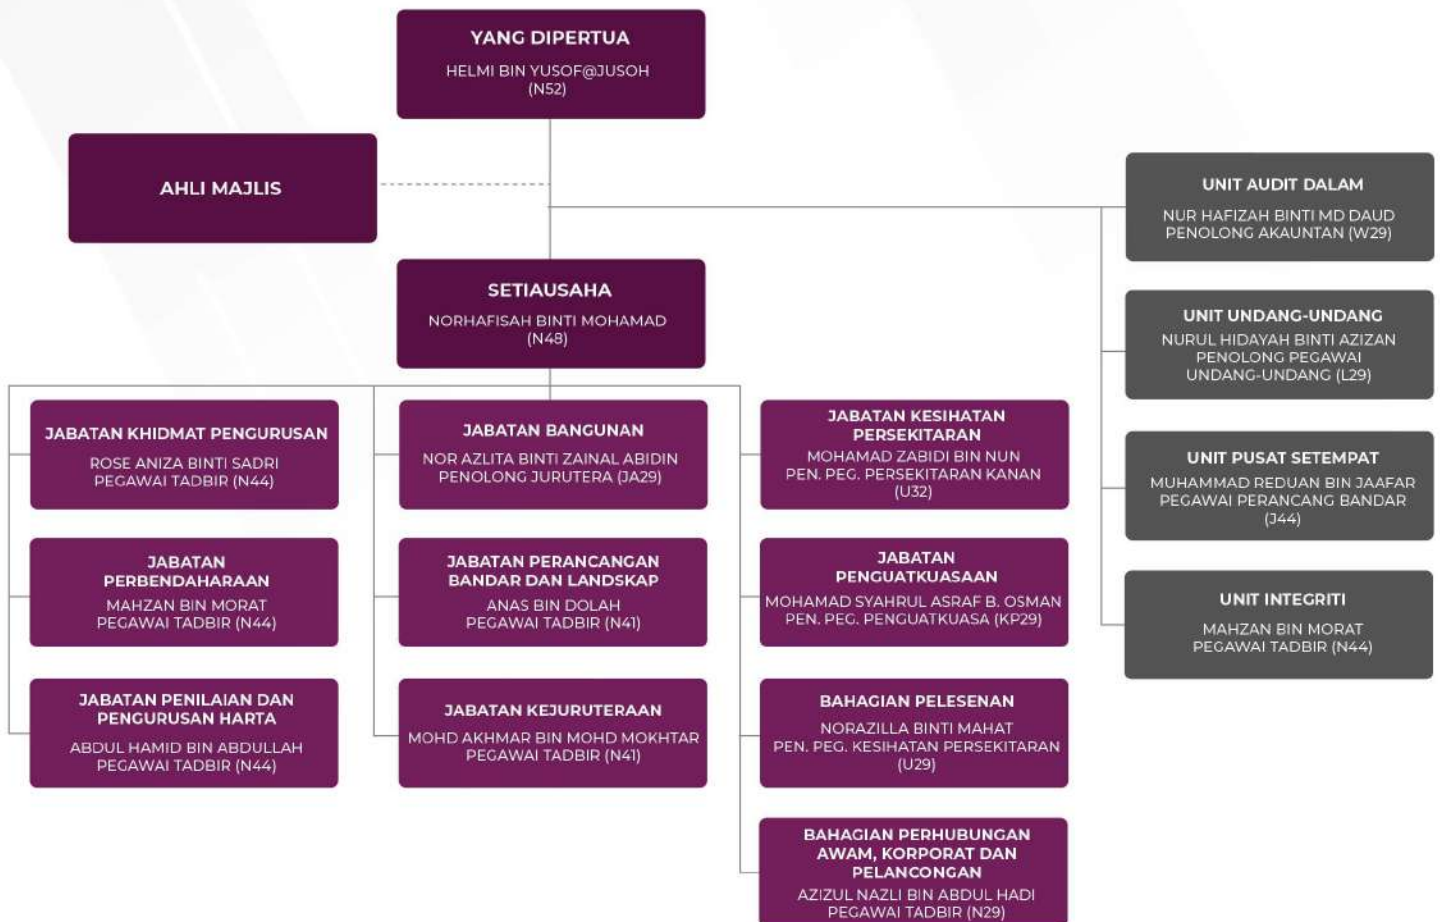 YANG DIPERTUA
HELMI BIN YUSOF@JUSOH
(N52)
AHLI MAJLIS
SETIAUSAHA
NORHAFISAH BINTI MOHAMAD
(N48)
UNIT AUDIT DALAM
NUR HAFIZAH BINTI MD DAUD
PENOLONG AKAUNTAN (W29)
UNIT UNDANG-UNDANG
NURUL HIDAYAH BINTI AZIZAN
PENOLONG PEGAWAI
UNDANG-UNDANG (L29)
UNIT PUSAT SETEMPAT
MUHAMMAD REDUAN BIN JAAFAR
PEGAWAI PERANCANG BANDAR
(J44)
UNIT INTEGRITI
MAHZAN BIN MORAT
PEGAWAI TADBIR (N44)
JABATAN KHIDMAT PENGURUSAN
ROSE ANIZA BINTI SADRI
PEGAWAI TADBIR (N44)
JABATAN
PERBENDAHARAAN
MAHZAN BIN MORAT
PEGAWAI TADBIR (N44)
JABATAN PENILAIAN DAN
PENGURUSAN HARTA
ABDUL HAMID BIN ABDULLAH
PEGAWAI TADBIR (N44)
JABATAN BANGUNAN
NOR AZLITA BINTI ZAINAL ABIDIN
PENOLONG JURUTERA (JA29)
JABATAN PERANCANGAN
BANDAR DAN LANDSKAP
ANAS BIN DOLAH
PEGAWAI TADBIR (N41)
JABATAN KEJURUTERAAN
MOHD AKHMAR BIN MOHD MOKHTAR
PEGAWAI TADBIR (N41)
JABATAN KESIHATAN
PERSEKITARAN
MOHAMAD ZABIDI BIN NUN
PEN. PEG. PERSEKITARAN KANAN
(U32)
JABATAN
PENGUATKUASAAN
MOHAMAD SYAHRUL ASRAF B. OSMAN
PEN. PEG. PENGUATKUASA (KP29)
BAHAGIAN PELESENAN
NORAZILLA BINTI MAHAT
PEN. PEG. KESIHATAN PERSEKITARAN
(U29)
BAHAGIAN PERHUBUNGAN
AWAM, KORPORAT DAN
PELANCONGAN
AZIZUL NAZLI BIN ABDUL HADI
PEGAWAI TADBIR (N29)